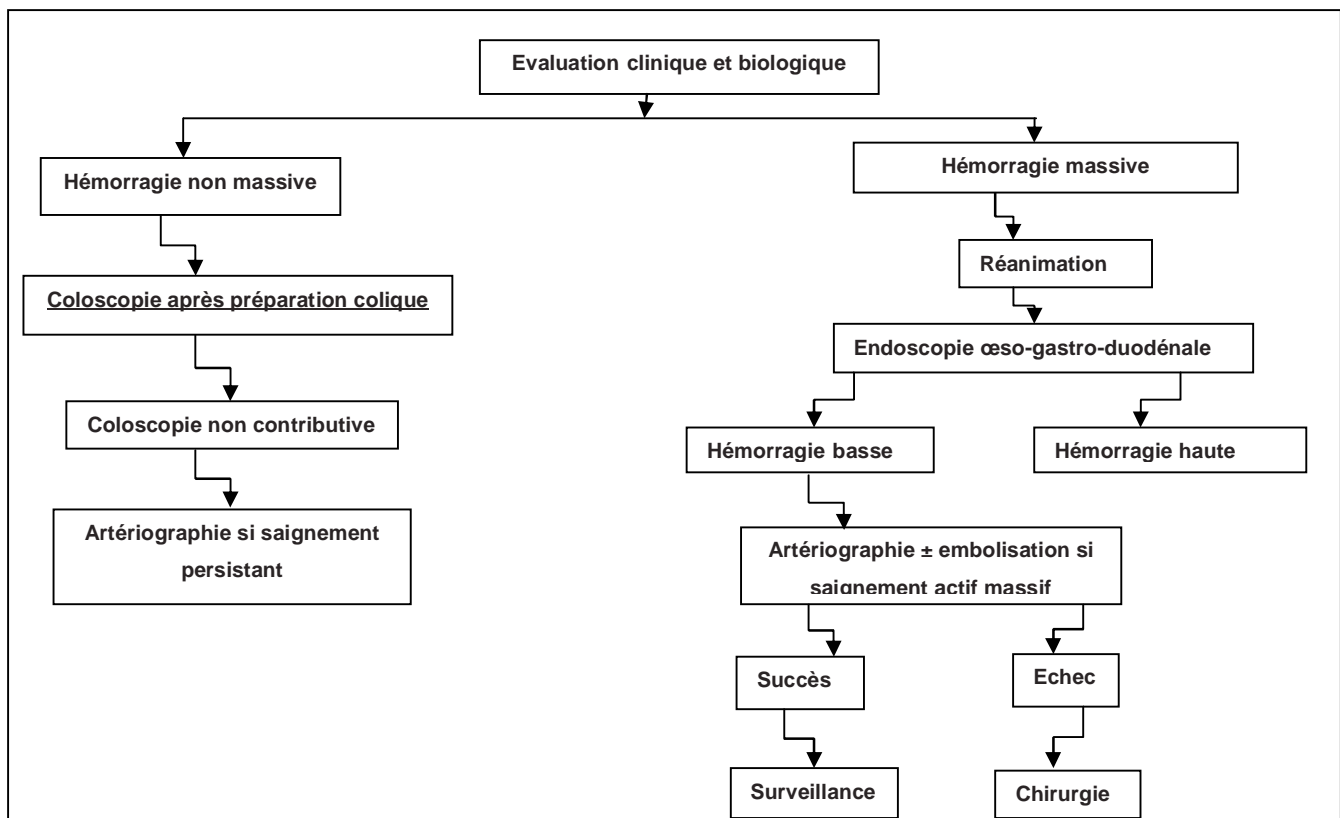 Evaluation clinique et biologique
Hémorragie non massive
Hémorragie massive
Réanimation
Coloscopie après préparation colique
Endoscopie œso-gastro-duodénale
Coloscopie non contributive
Hémorragie basse
Hémorragie haute
Artériographie si saignement
persistant
Artériographie ± embolisation si
saignement actif massif
Succès
Echec
Surveillance
Chirurgie